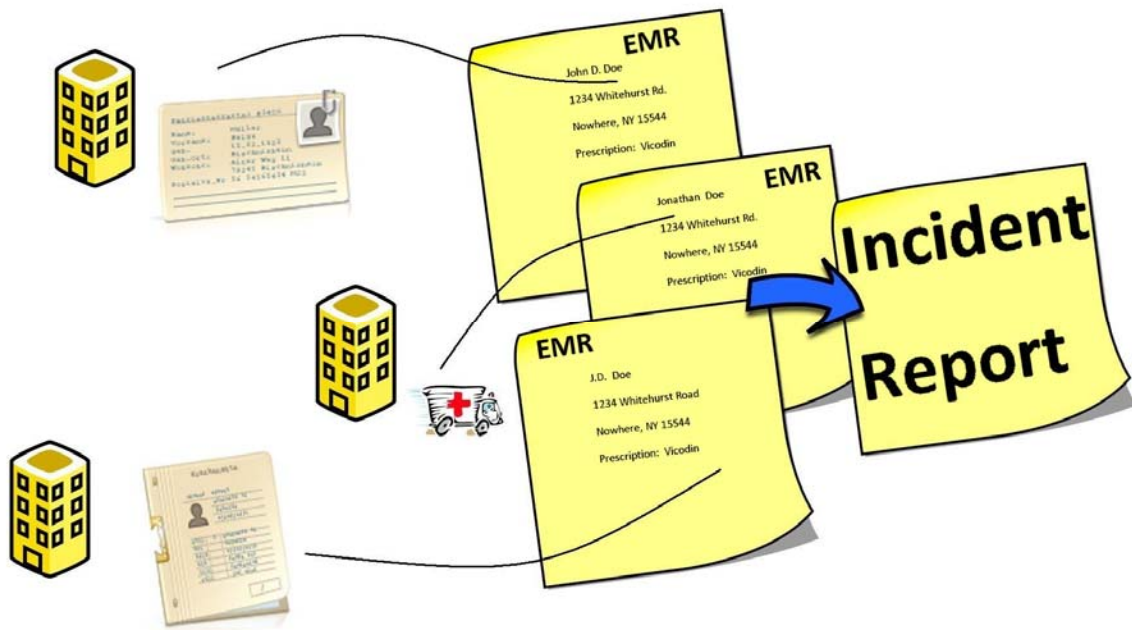 EMR
John D. Doe
1234 Whitehurst Rd.
Nowhere, NY 15544
Prescription: Vicodin
EMR
Jonathan Doe
1234 Whitehurst Rd.
Nowhere, NY 15544
Prescription: Vicodin
EMR
J.D. Doe
1234 Whitehurst Road
Nowhere, NY 15544
Prescription: Vicodin
Incident
Report